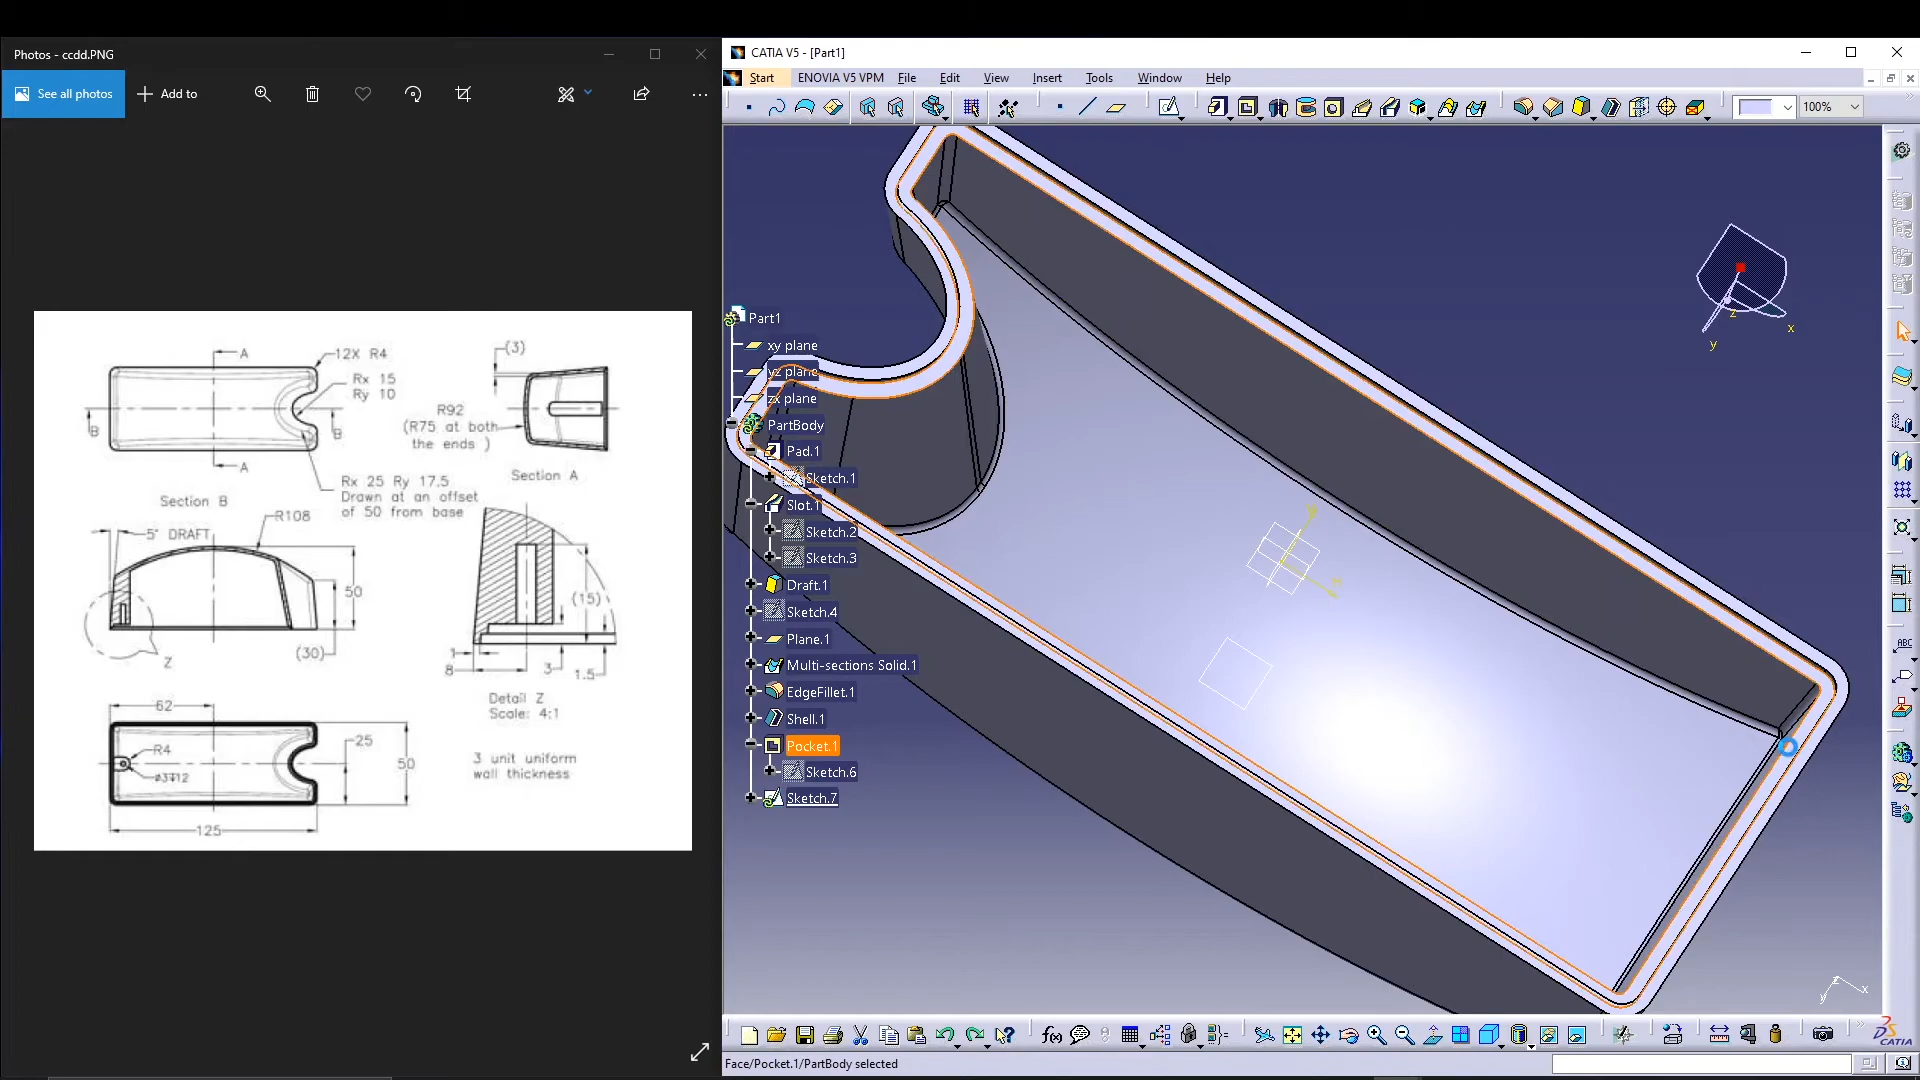 Photos - ccdd.PNG
See all photos
Add to
A
12X R4
Rx 15
Ry 10
B
B
A
(3)
R92
(R75 at both
the ends )
Section A
Rx 25 Ry 17.5
Drawn at an offset
of 50 from base
Section B
R108
5° DRAFT
50
(30)
Z
(15)
1
8
3
1.5
Detail Z
Scale: 4:1
62
R4
ø3↧12
25
50
125
3 unit uniform
wall thickness
CATIA V5 - [Part1]
Start
ENOVIA V5 VPM
File
Edit
View
Insert
Tools
Window
Help
100%
Part1
xy plane
yz plane
zx plane
PartBody
Pad.1
Sketch.1
Slot.1
Sketch.2
Sketch.3
Draft.1
Sketch.4
Plane.1
Multi-sections Solid.1
EdgeFillet.1
Shell.1
Pocket.1
Sketch.6
Sketch.7
z
x
y
z
x
y
ABC
f(x)
CATIA
Face/Pocket.1/PartBody selected